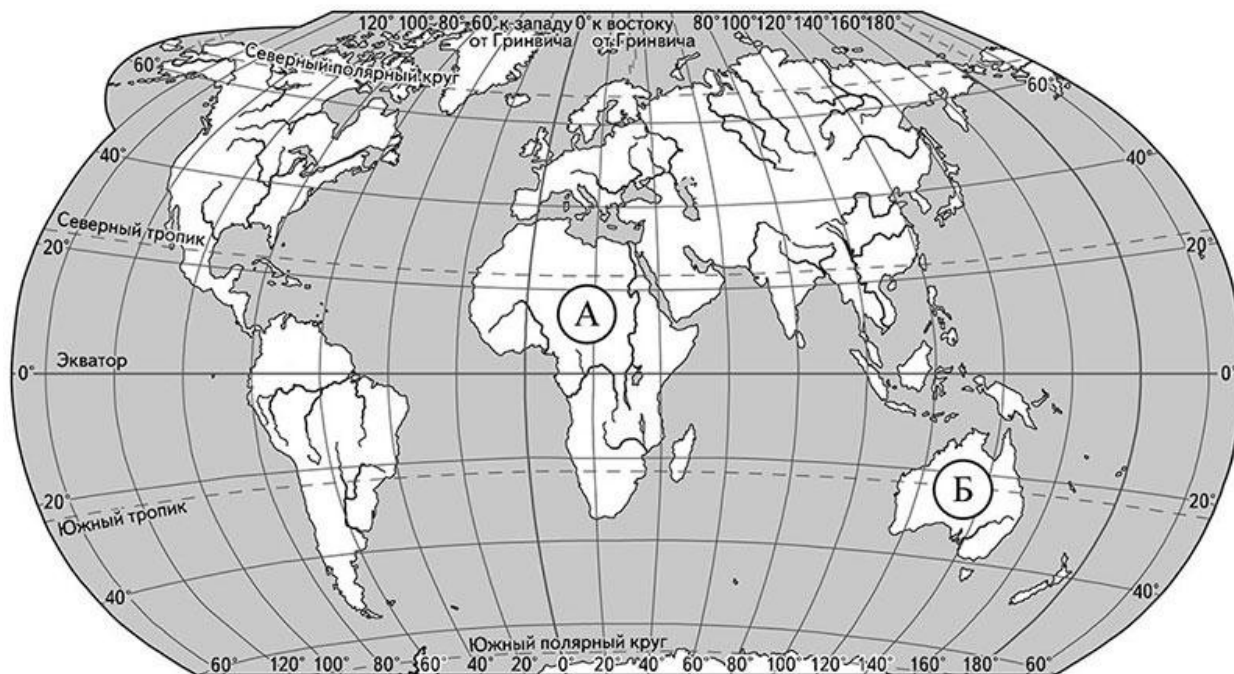 120° 100° 80° 60° к западу 0° к востоку 80° 100° 120° 140° 160° 180°
от Гринвича от Гринвича
60° Северный полярный круг 60°
40° 40°
Северный тропик
20° 20°
А
Экватор
0° 0°
Б
20° 20°
Южный тропик
40° 40°
Южный полярный круг
60° 120° 100° 80° 60° 40° 20° 0° 20° 40° 60° 80° 100° 120° 140° 160° 60°